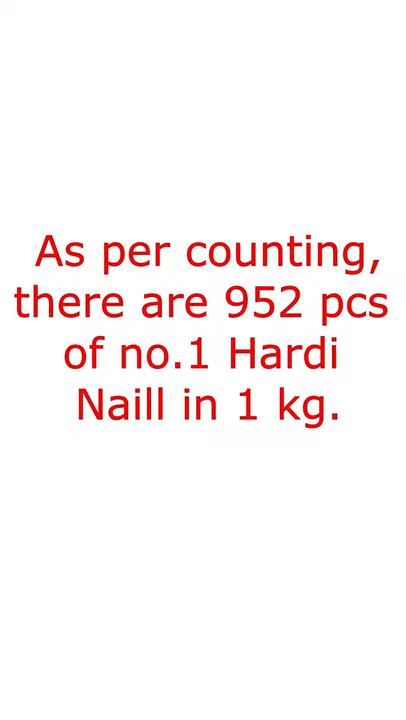 As per counting,
there are 952 pcs
of no.1 Hardi
Naill in 1 kg.